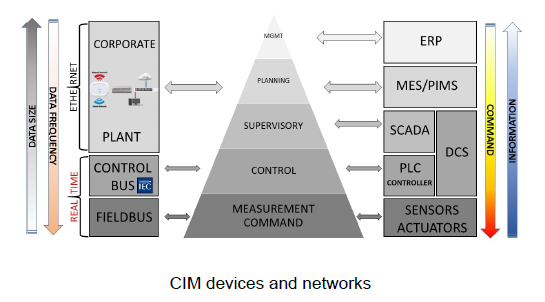 DATA SIZE
DATA FREQUENCY
ETHERNET
REAL TIME
CORPORATE
PLANT
CONTROL
BUS IEC
FIELDBUS
MGMT
PLANNING
SUPERVISORY
CONTROL
MEASUREMENT
COMMAND
ERP
MES/PIMS
SCADA
DCS
PLC
CONTROLLER
SENSORS
ACTUATORS
COMMAND
INFORMATION
CIM devices and networks